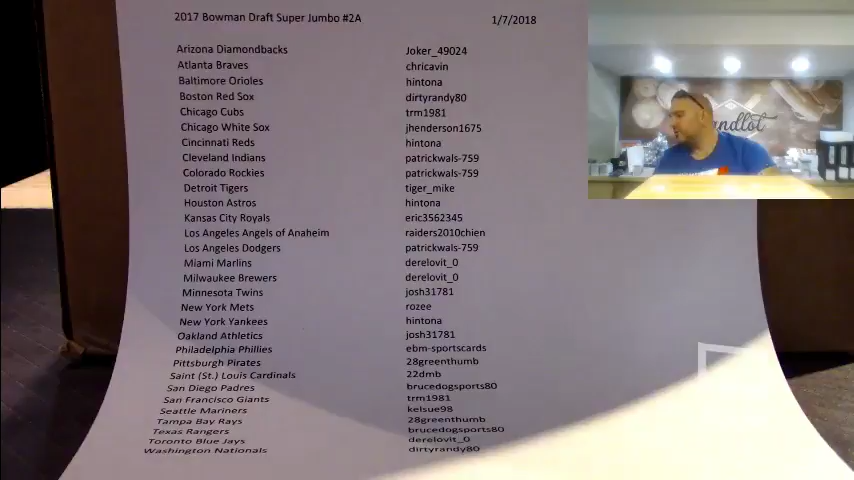 2017 Bowman Draft Super Jumbo #2A 1/7/2018
Arizona Diamondbacks Joker_49024
Atlanta Braves chricavin
Baltimore Orioles hintona
Boston Red Sox dirtyrandy80
Chicago Cubs trm1981
Chicago White Sox jhenderson1675
Cincinnati Reds hintona
Cleveland Indians patrickwals-759
Colorado Rockies patrickwals-759
Detroit Tigers tiger_mike
Houston Astros hintona
Kansas City Royals eric3562345
Los Angeles Angels of Anaheim raiders2010chien
Los Angeles Dodgers patrickwals-759
Miami Marlins derelovit_0
Milwaukee Brewers derelovit_0
Minnesota Twins josh31781
New York Mets rozee
New York Yankees hintona
Oakland Athletics josh31781
Philadelphia Phillies ebm-sportscards
Pittsburgh Pirates 28greenthumb
Saint (St.) Louis Cardinals 22dmb
San Diego Padres brucedogsports80
San Francisco Giants trm1981
Seattle Mariners kelsue98
Tampa Bay Rays 28greenthumb
Texas Rangers brucedogsports80
Toronto Blue Jays derelovit_0
Washington Nationals dirtyrandy80